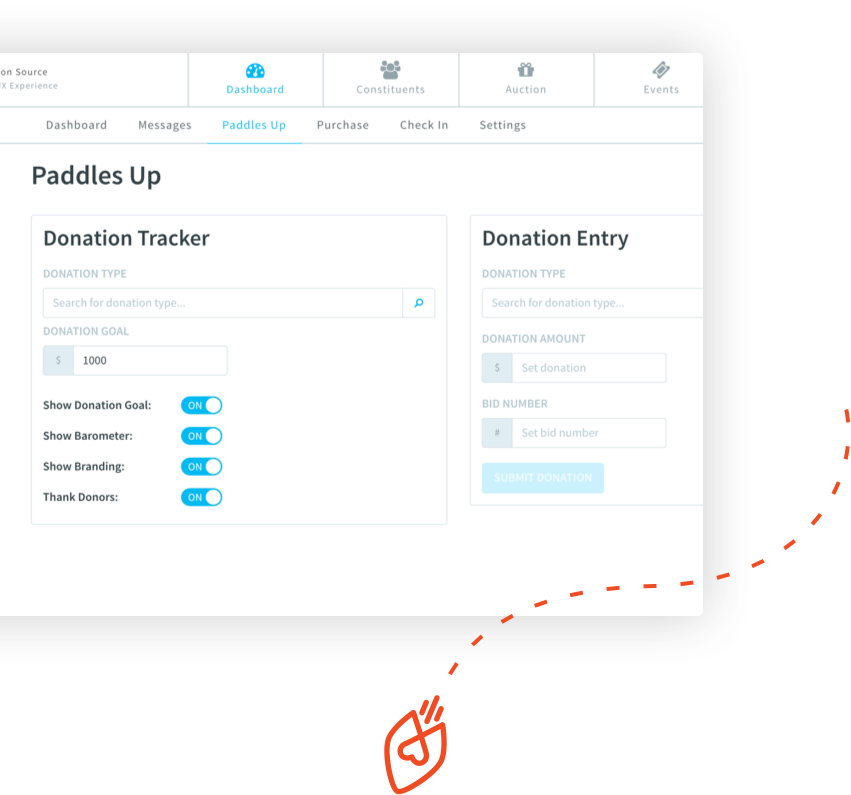 on Source
X Experience
Dashboard
Constituents
Auction
Events
Dashboard Messages Paddles Up Purchase Check In Settings
Paddles Up
Donation Tracker
DONATION TYPE
Search for donation type...
DONATION GOAL
$ 1000
Show Donation Goal: ON
Show Barometer: ON
Show Branding: ON
Thank Donors: ON
Donation Entry
DONATION TYPE
Search for donation type...
DONATION AMOUNT
$ Set donation
BID NUMBER
# Set bid number
SUBMIT DONATION